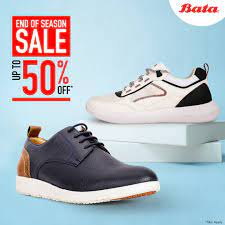 Bata
END OF SEASON
SALE
UP TO
50%
OFF*